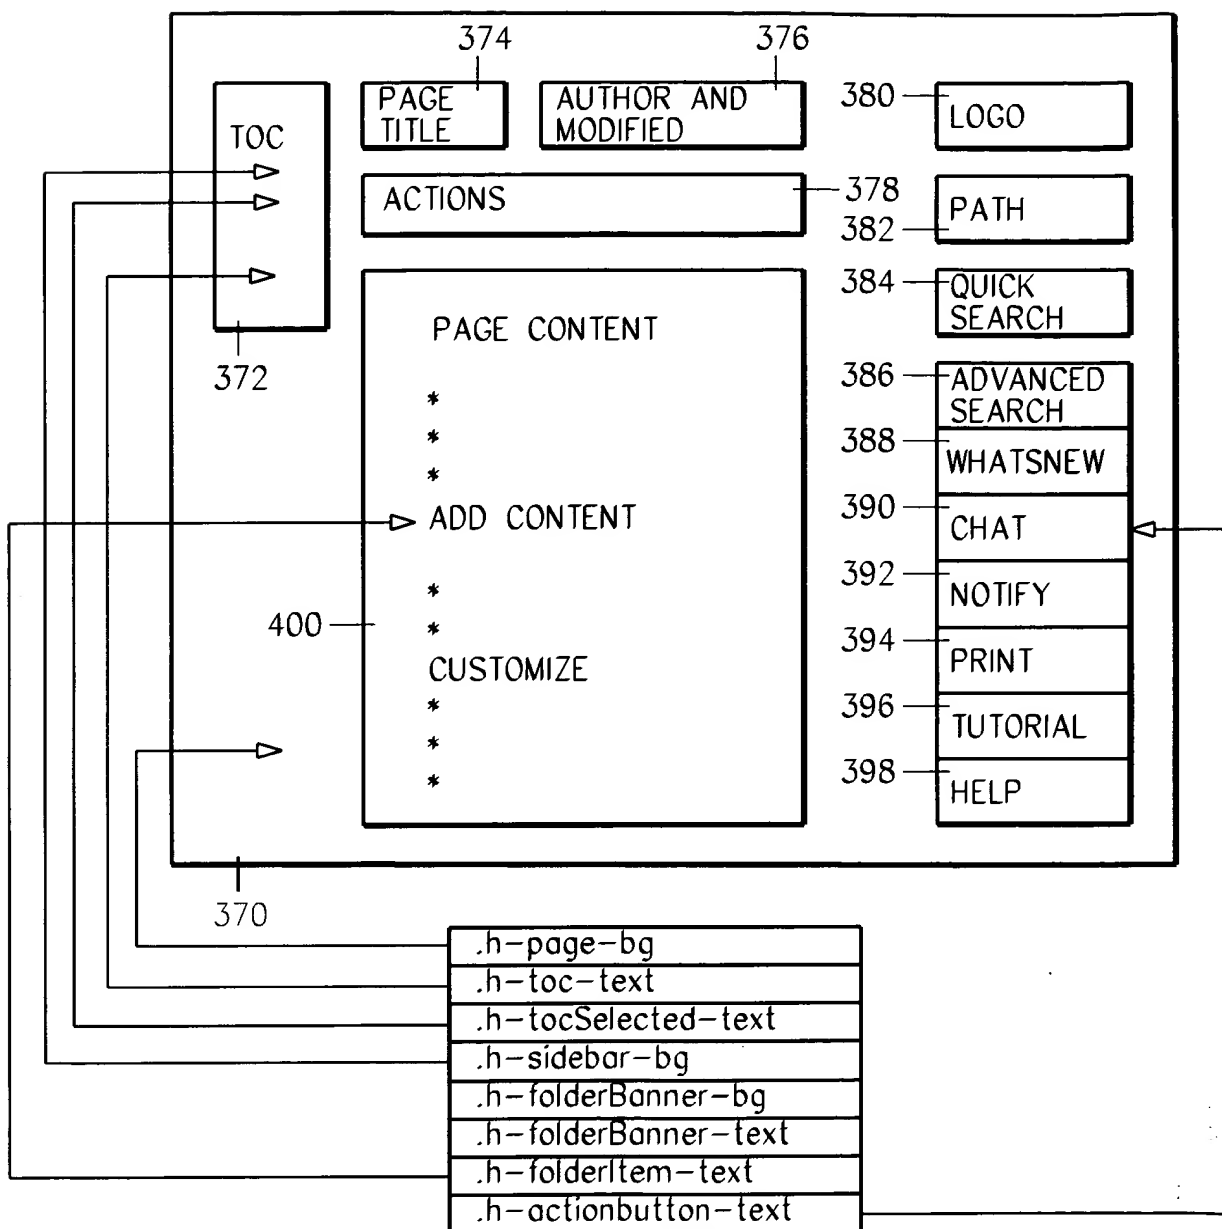 374
376
PAGE
TITLE
AUTHOR AND
MODIFIED
380
LOGO
TOC
ACTIONS
378
382
PATH
384
QUICK
SEARCH
PAGE CONTENT
372
386
ADVANCED
SEARCH
*
*
*
388
WHATSNEW
390
CHAT
ADD CONTENT
392
NOTIFY
*
*
400
394
PRINT
CUSTOMIZE
396
TUTORIAL
*
*
*
398
HELP
370
.h-page-bg
.h-toc-text
.h-tocSelected-text
.h-sidebar-bg
.h-folderBanner-bg
.h-folderBanner-text
.h-folderItem-text
.h-actionbutton-text